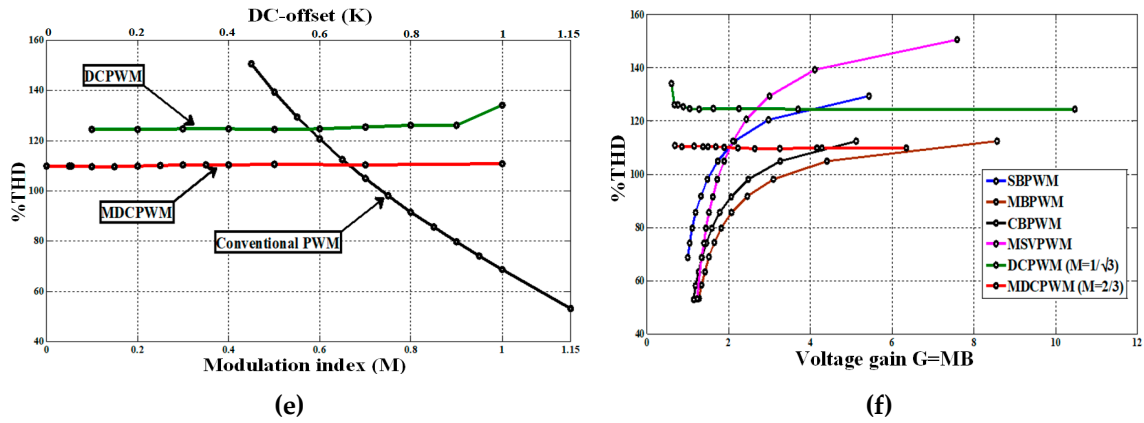 DC-offset (K)
0 0.2 0.4 0.6 0.8 1 1.15
160
140
120
100
80
60
40
%THD
DCPWM
MDCPWM
Conventional PWM
0 0.2 0.4 0.6 0.8 1 1.15
Modulation index (M)
(e)
160
140
120
100
80
60
40
%THD
SBPWM
MBPWM
CBPWM
MSVPWM
DCPWM (M=1/√3)
MDCPWM (M=2/3)
0 2 4 6 8 10 12
Voltage gain G=MB
(f)